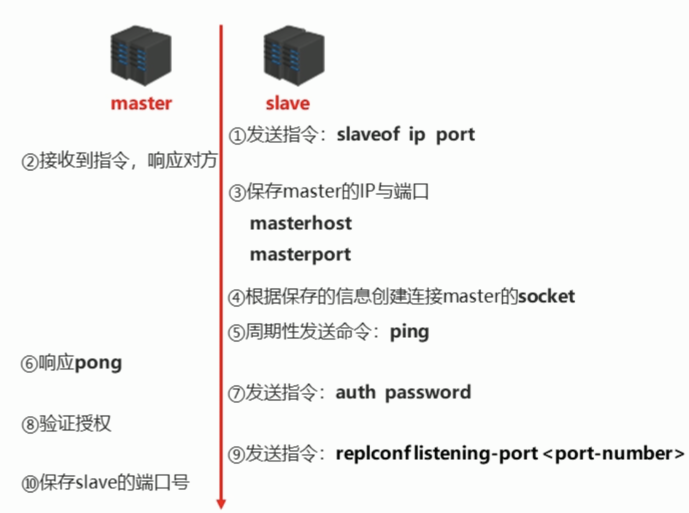 master
slave
①发送指令：slaveof ip port
②接收到指令，响应对方
③保存master的IP与端口
masterhost
masterport
④根据保存的信息创建连接master的socket
⑤周期性发送命令：ping
⑥响应pong
⑦发送指令：auth password
⑧验证授权
⑨发送指令：replconf listening-port <port-number>
⑩保存slave的端口号